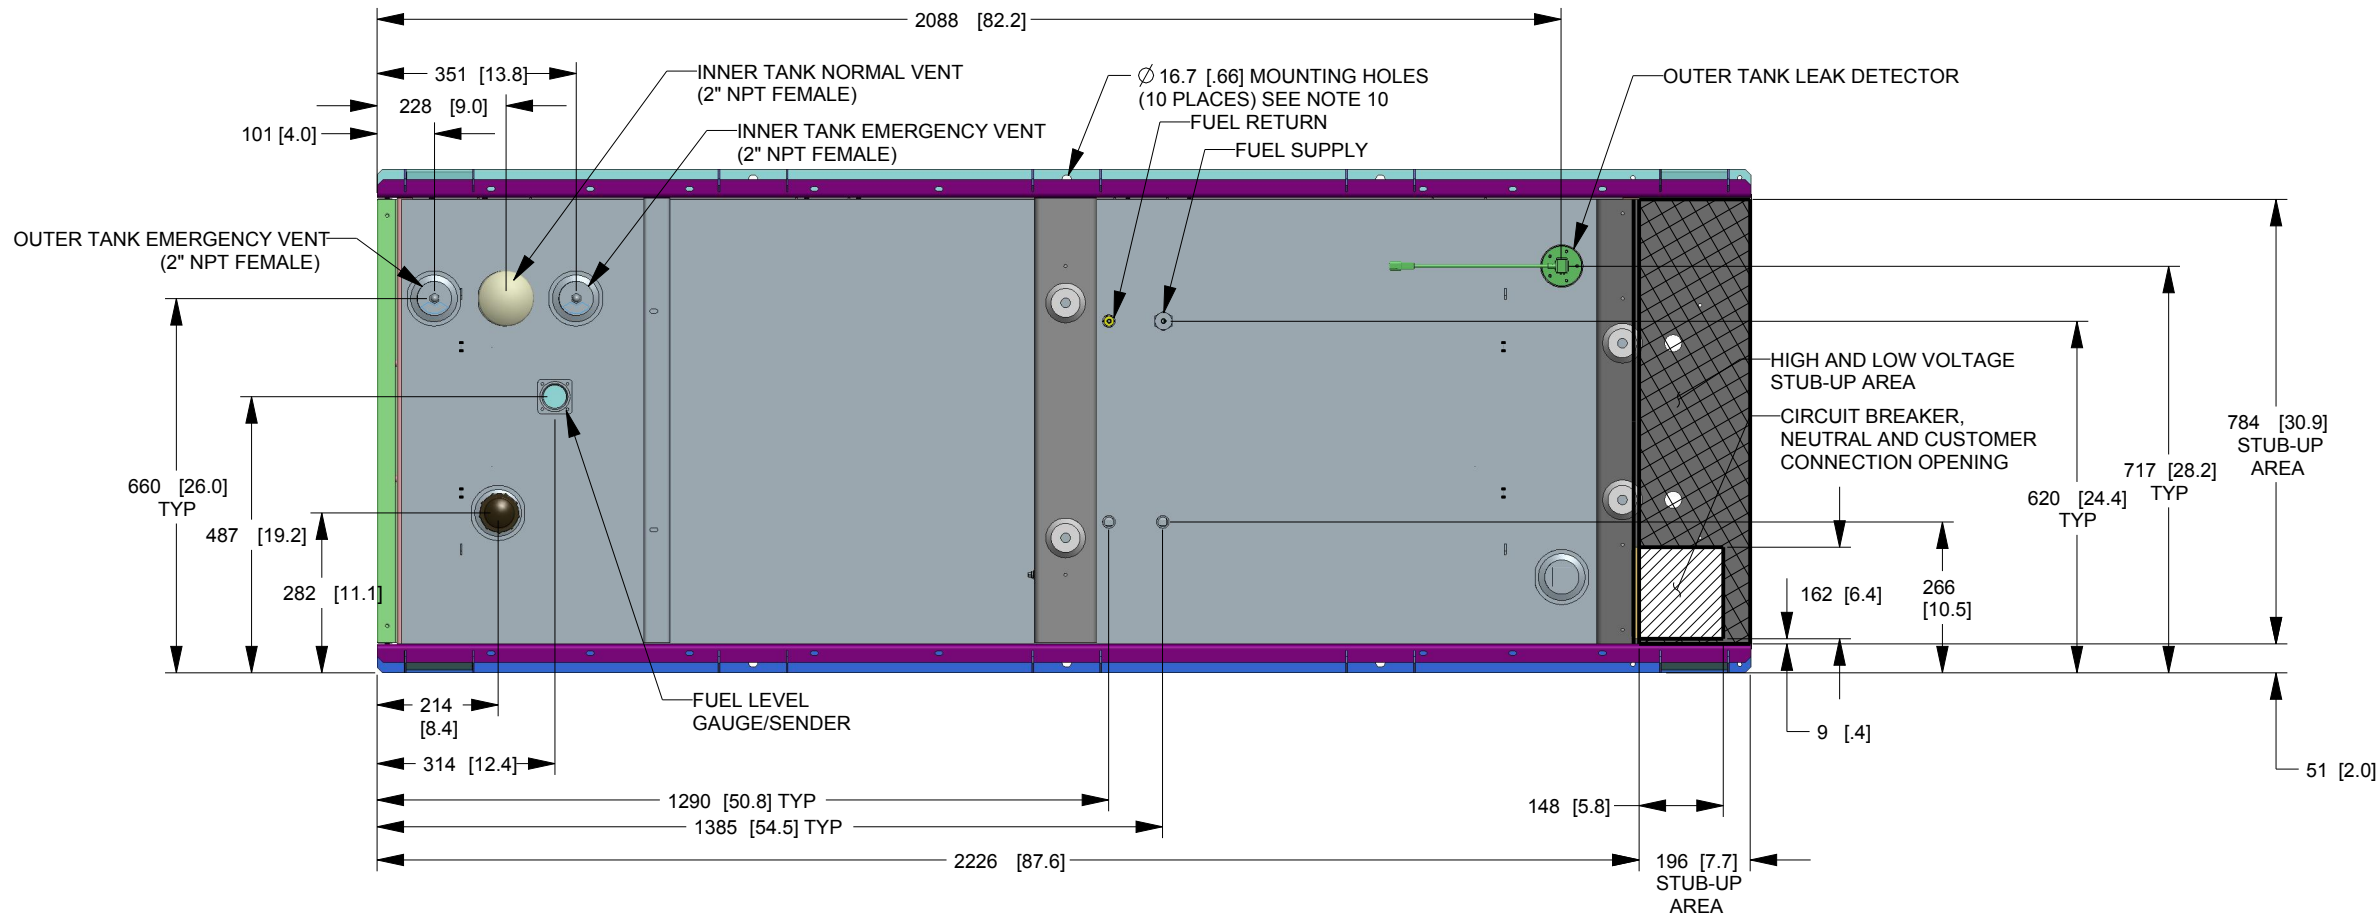 2088 [82.2]
351 [13.8]
228 [9.0]
101 [4.0]
INNER TANK NORMAL VENT
(2" NPT FEMALE)
INNER TANK EMERGENCY VENT
(2" NPT FEMALE)
∅ 16.7 [.66] MOUNTING HOLES
(10 PLACES) SEE NOTE 10
FUEL RETURN
FUEL SUPPLY
OUTER TANK LEAK DETECTOR
OUTER TANK EMERGENCY VENT
(2" NPT FEMALE)
HIGH AND LOW VOLTAGE
STUB-UP AREA
CIRCUIT BREAKER,
NEUTRAL AND CUSTOMER
CONNECTION OPENING
784 [30.9]
STUB-UP
AREA
717 [28.2]
TYP
620 [24.4]
TYP
660 [26.0]
TYP
487 [19.2]
282 [11.1]
162 [6.4]
266
[10.5]
214
[8.4]
FUEL LEVEL
GAUGE/SENDER
9 [.4]
314 [12.4]
51 [2.0]
1290 [50.8] TYP
148 [5.8]
1385 [54.5] TYP
2226 [87.6]
196 [7.7]
STUB-UP
AREA